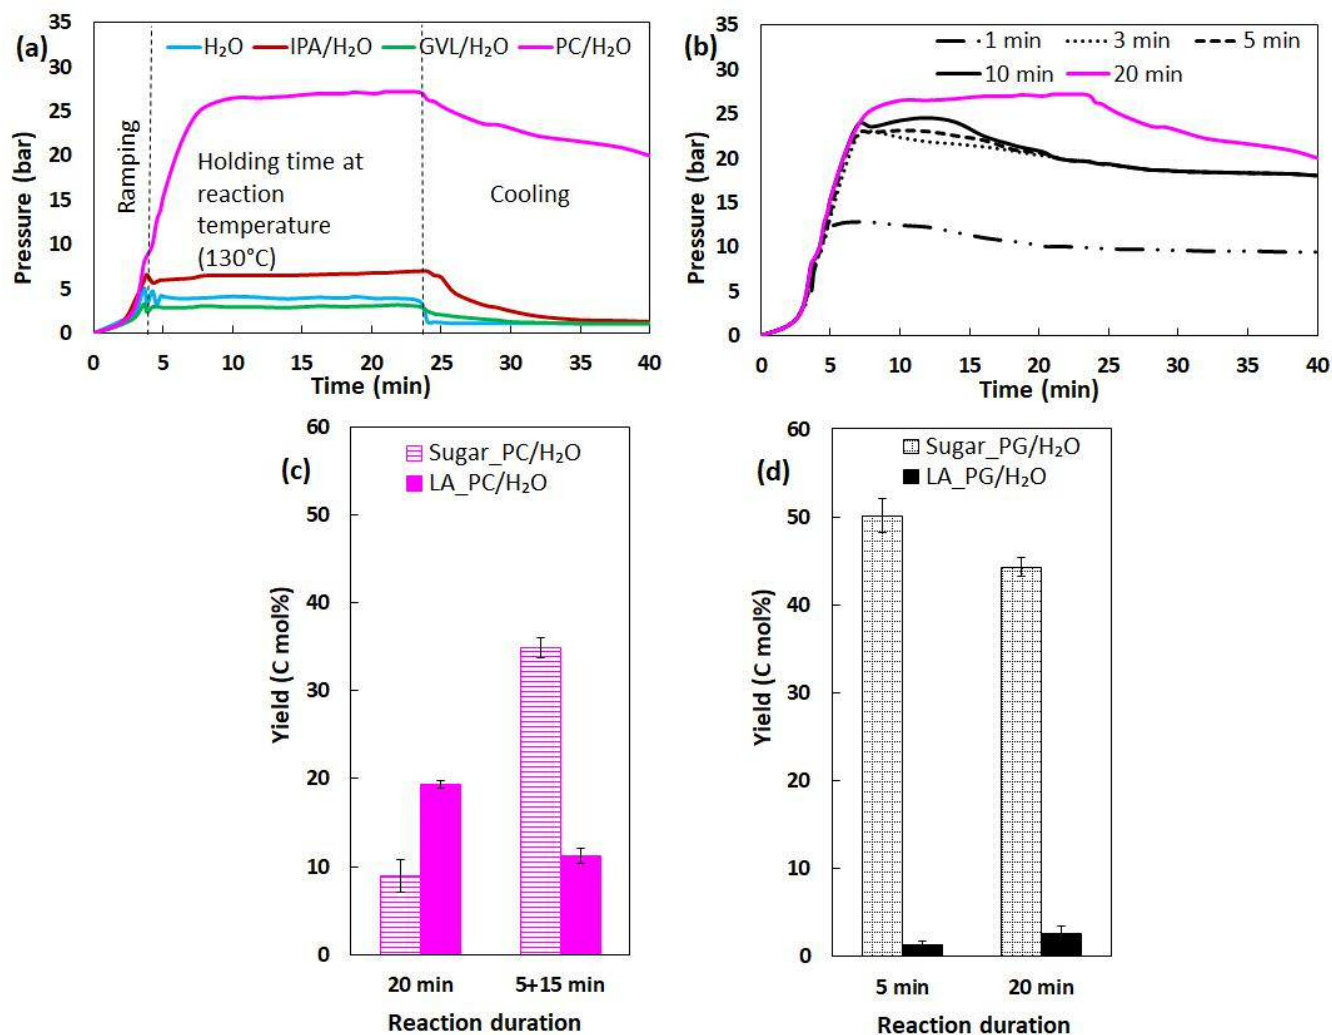 (a)
H₂O IPA/H₂O GVL/H₂O PC/H₂O
Pressure (bar)
35
30
25
20
15
10
5
0
Ramping
Holding time at
reaction
temperature
(130°C)
Cooling
0 5 10 15 20 25 30 35 40
Time (min)
(b)
1 min 3 min 5 min
10 min 20 min
Pressure (bar)
35
30
25
20
15
10
5
0
0 5 10 15 20 25 30 35 40
Time (min)
(c)
Sugar_PC/H₂O
LA_PC/H₂O
Yield (C mol%)
60
50
40
30
20
10
0
20 min 5+15 min
Reaction duration
(d)
Sugar_PG/H₂O
LA_PG/H₂O
Yield (C mol%)
60
50
40
30
20
10
0
5 min 20 min
Reaction duration